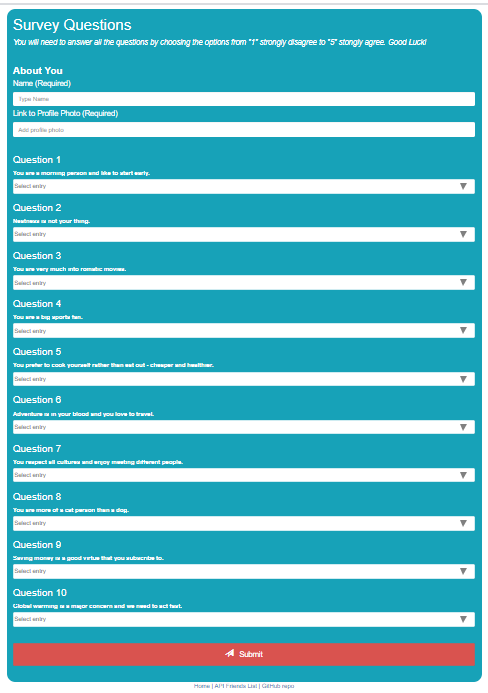 Survey Questions
You will need to answer all the questions by choosing the options from "1" strongly disagree to "5" stongly agree. Good Luck!
About You
Name (Required)
Type Name
Link to Profile Photo (Required)
Add profile photo
Question 1
You are a morning person and like to start early.
Select entry
Question 2
Neatness is not your thing.
Select entry
Question 3
You are very much into romatic movies.
Select entry
Question 4
You are a big sports fan.
Select entry
Question 5
You prefer to cook yourself rather than eat out - cheaper and healthier.
Select entry
Question 6
Adventure is in your blood and you love to travel.
Select entry
Question 7
You respect all cultures and enjoy meeting different people.
Select entry
Question 8
You are more of a cat person than a dog.
Select entry
Question 9
Saving money is a good virtue that you subscribe to.
Select entry
Question 10
Global warming is a major concern and we need to act fast.
Select entry
Submit
Home | API Friends List | GitHub repo